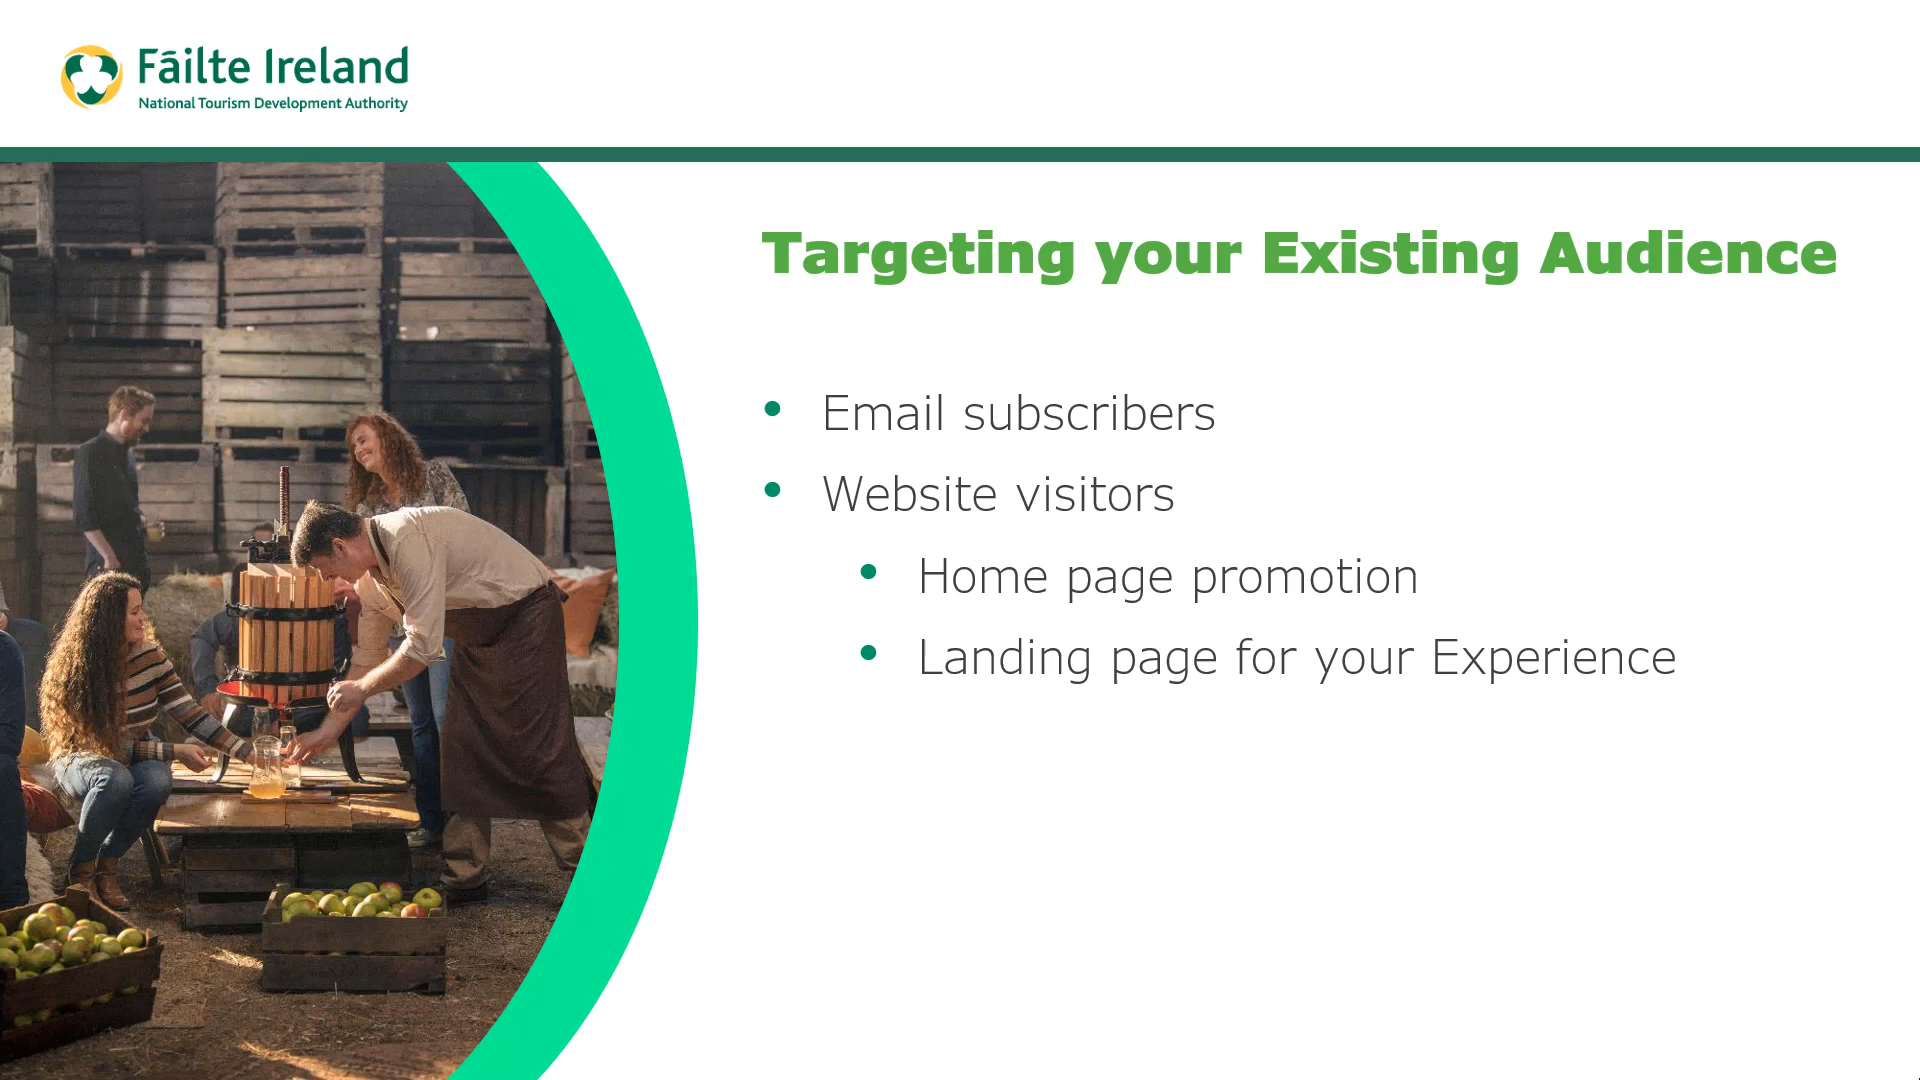 Fáilte Ireland
National Tourism Development Authority
Targeting your Existing Audience
• Email subscribers
• Website visitors
• Home page promotion
• Landing page for your Experience